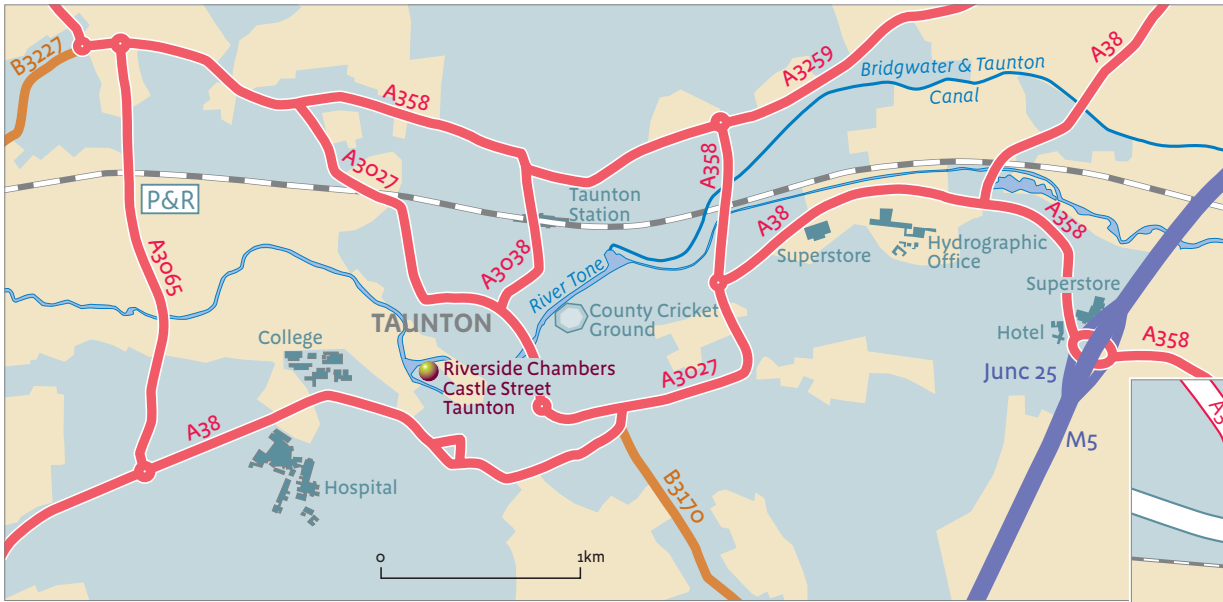 B3227
A358
A3259
A38
Bridgwater & Taunton
Canal
A3027
A358
P&R
Taunton
Station
A38
A358
A3065
A3038
River Tone
Superstore
Hydrographic
Office
Superstore
County Cricket
Ground
TAUNTON
Hotel
College
A358
Riverside Chambers
Castle Street
Taunton
A3027
Junc 25
A38
M5
Hospital
B3170
0
1km